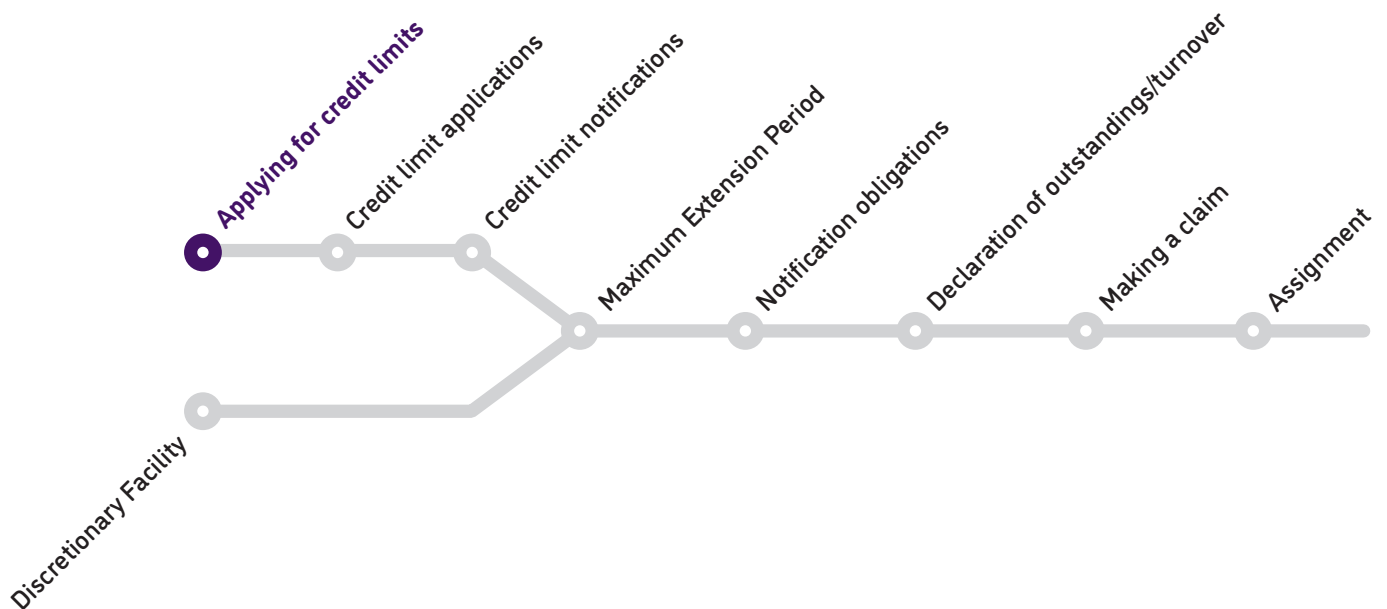 Applying for credit limits
Credit limit applications
Credit limit notifications
Maximum Extension Period
Notification obligations
Declaration of outstandings/turnover
Making a claim
Assignment
Discretionary Facility